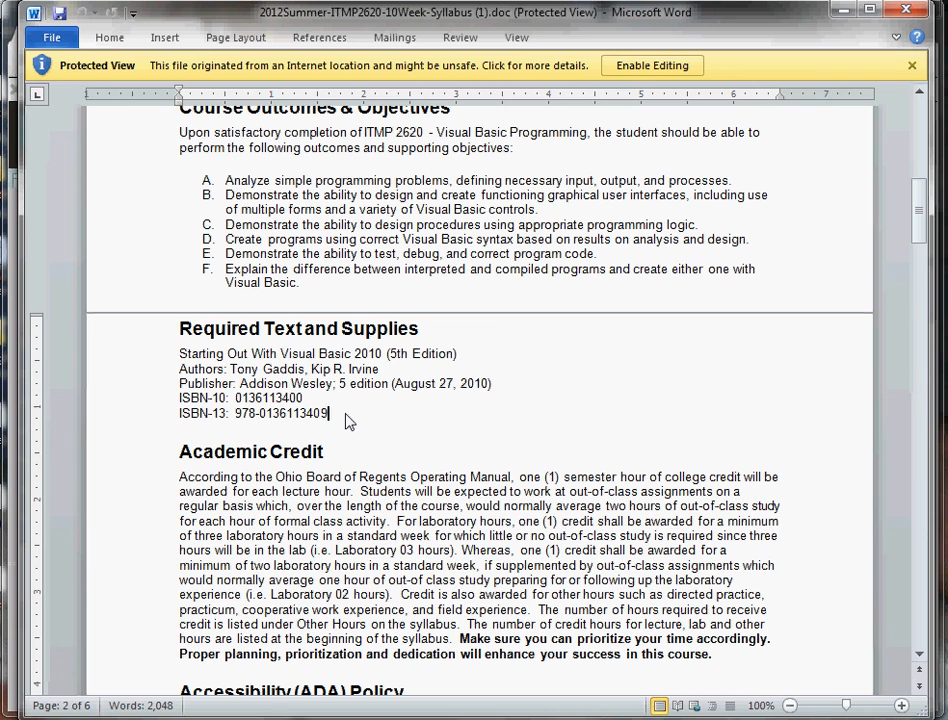 2012Summer-ITMP2620-10Week-Syllabus (1).doc (Protected View) - Microsoft Word
File Home Insert Page Layout References Mailings Review View
Protected View This file originated from an Internet location and might be unsafe. Click for more details. Enable Editing
1 1 2 3 4 5 6 7
Course Outcomes & Objectives
Upon satisfactory completion of ITMP 2620 - Visual Basic Programming, the student should be able to
perform the following outcomes and supporting objectives:
A. Analyze simple programming problems, defining necessary input, output, and processes.
B. Demonstrate the ability to design and create functioning graphical user interfaces, including use
of multiple forms and a variety of Visual Basic controls.
C. Demonstrate the ability to design procedures using appropriate programming logic.
D. Create programs using correct Visual Basic syntax based on results on analysis and design.
E. Demonstrate the ability to test, debug, and correct program code.
F. Explain the difference between interpreted and compiled programs and create either one with
Visual Basic.
Required Text and Supplies
Starting Out With Visual Basic 2010 (5th Edition)
Authors: Tony Gaddis, Kip R. Irvine
Publisher: Addison Wesley; 5 edition (August 27, 2010)
ISBN-10: 0136113400
ISBN-13: 978-0136113409
Academic Credit
According to the Ohio Board of Regents Operating Manual, one (1) semester hour of college credit will be
awarded for each lecture hour. Students will be expected to work at out-of-class assignments on a
regular basis which, over the length of the course, would normally average two hours of out-of-class study
for each hour of formal class activity. For laboratory hours, one (1) credit shall be awarded for a minimum
of three laboratory hours in a standard week for which little or no out-of-class study is required since three
hours will be in the lab (i.e. Laboratory 03 hours). Whereas, one (1) credit shall be awarded for a
minimum of two laboratory hours in a standard week, if supplemented by out-of-class assignments which
would normally average one hour of out-of class study preparing for or following up the laboratory
experience (i.e. Laboratory 02 hours). Credit is also awarded for other hours such as directed practice,
practicum, cooperative work experience, and field experience. The number of hours required to receive
credit is listed under Other Hours on the syllabus. The number of credit hours for lecture, lab and other
hours are listed at the beginning of the syllabus. Make sure you can prioritize your time accordingly.
Proper planning, prioritization and dedication will enhance your success in this course.
Accessibility (ADA) Policy
1
2
3
4
Page: 2 of 6 Words: 2,048 100%